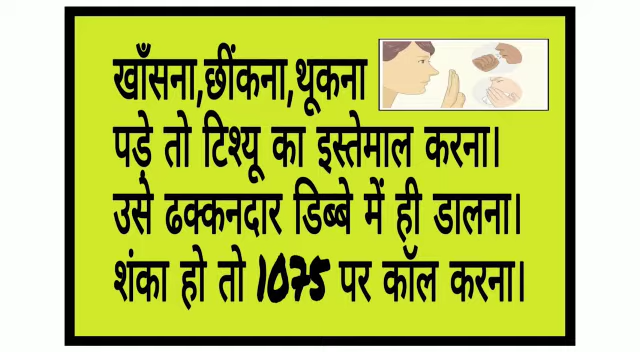 खाँसना,छींकना,थूकना
पड़े तो टिश्यू का इस्तेमाल करना।
उसे ढक्कनदार डिब्बे में ही डालना।
शंका हो तो 1075 पर कॉल करना।